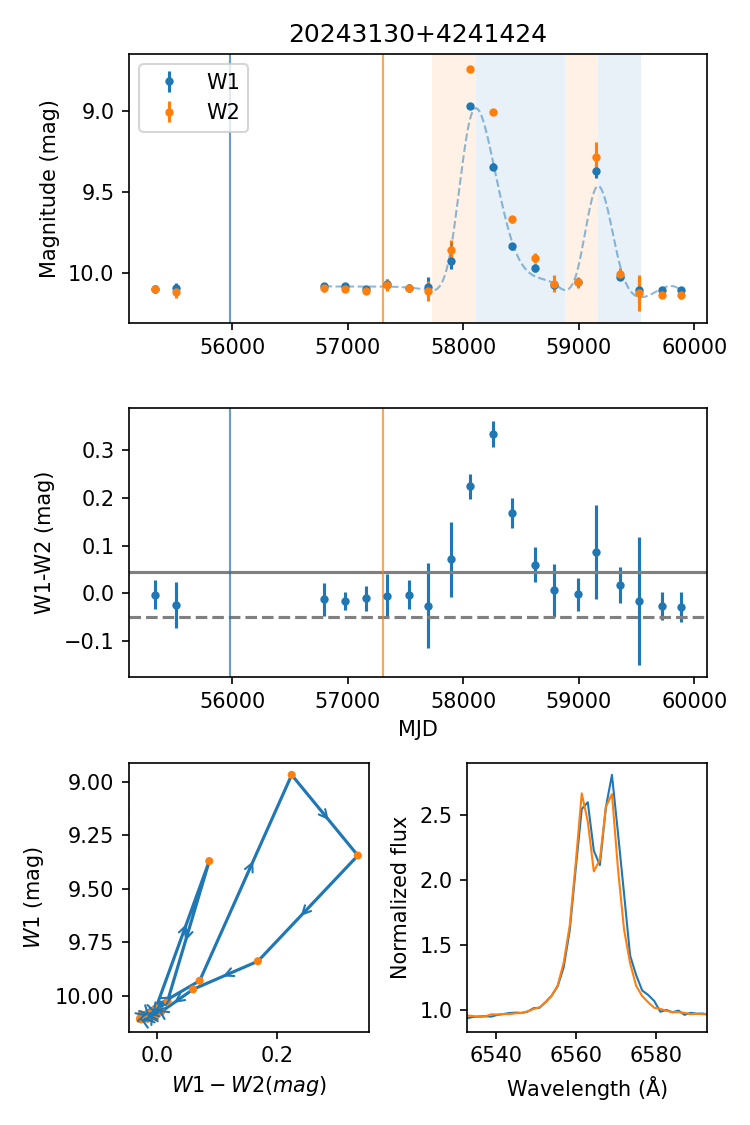 20243130+4241424
W1
W2
Magnitude (mag)
9.0
9.5
10.0
56000 57000 58000 59000 60000
W1-W2 (mag)
0.3
0.2
0.1
0.0
−0.1
56000 57000 58000 59000 60000
MJD
W1 (mag)
9.00
9.25
9.50
9.75
10.00
0.0 0.2
W1 − W2(mag)
Normalized flux
2.5
2.0
1.5
1.0
6540 6560 6580
Wavelength (Å)